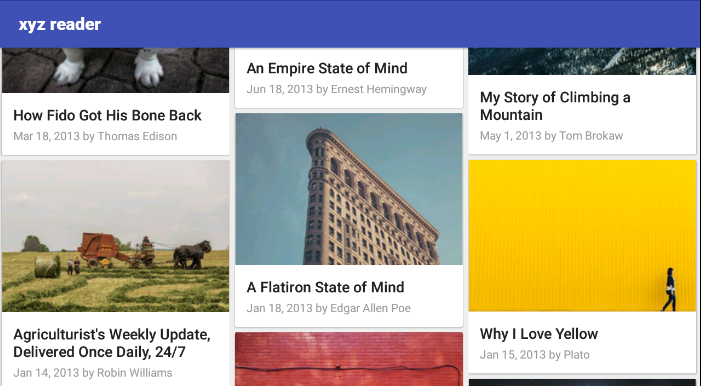 xyz reader
How Fido Got His Bone Back
Mar 18, 2013 by Thomas Edison
Agriculturist's Weekly Update,
Delivered Once Daily, 24/7
Jan 14, 2013 by Robin Williams
An Empire State of Mind
Jun 18, 2013 by Ernest Hemingway
A Flatiron State of Mind
Jan 18, 2013 by Edgar Allen Poe
My Story of Climbing a
Mountain
May 1, 2013 by Tom Brokaw
Why I Love Yellow
Jan 15, 2013 by Plato